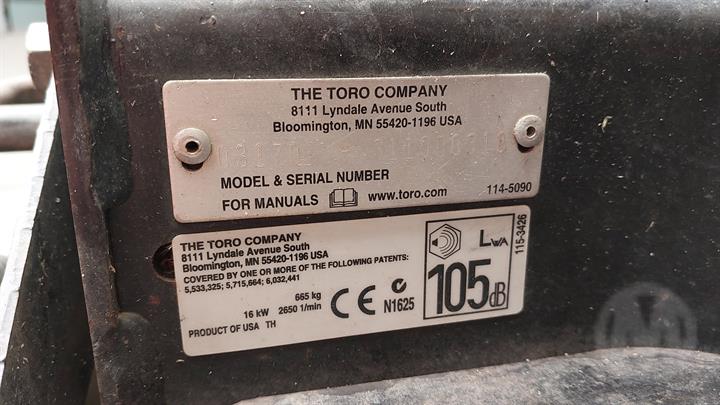 THE TORO COMPANY
8111 Lyndale Avenue South
Bloomington, MN 55420-1196 USA
MODEL & SERIAL NUMBER
FOR MANUALS www.toro.com 114-5090
THE TORO COMPANY
8111 Lyndale Avenue South
Bloomington, MN 55420-1196 USA
COVERED BY ONE OR MORE OF THE FOLLOWING PATENTS:
5,533,325; 5,715,664; 6,032,441
665 kg
16 kW 2650 1/min
PRODUCT OF USA TH
CE
N1625
LWA
105dB
115-3426
M